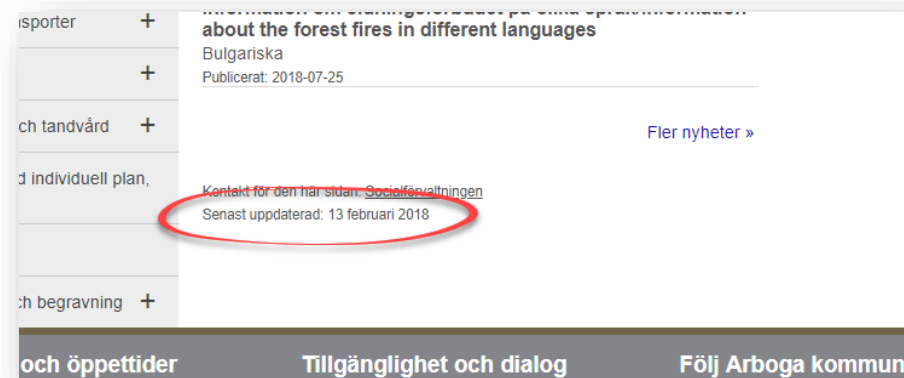 nsporter +
about the forest fires in different languages
Bulgariska
+
Publicerat: 2018-07-25
ch tandvård +
Fler nyheter »
d individuell plan,
Kontakt för den här sidan: Socialförvaltningen
Senast uppdaterad: 13 februari 2018
ch begravning +
och öppettider
Tillgänglighet och dialog
Följ Arboga kommun